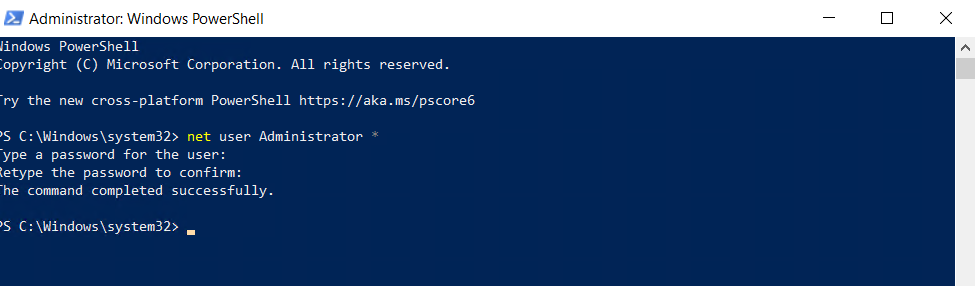 Administrator: Windows PowerShell
Windows PowerShell
Copyright (C) Microsoft Corporation. All rights reserved.
Try the new cross-platform PowerShell https://aka.ms/pscore6
PS C:\Windows\system32> net user Administrator *
Type a password for the user:
Retype the password to confirm:
The command completed successfully.
PS C:\Windows\system32>